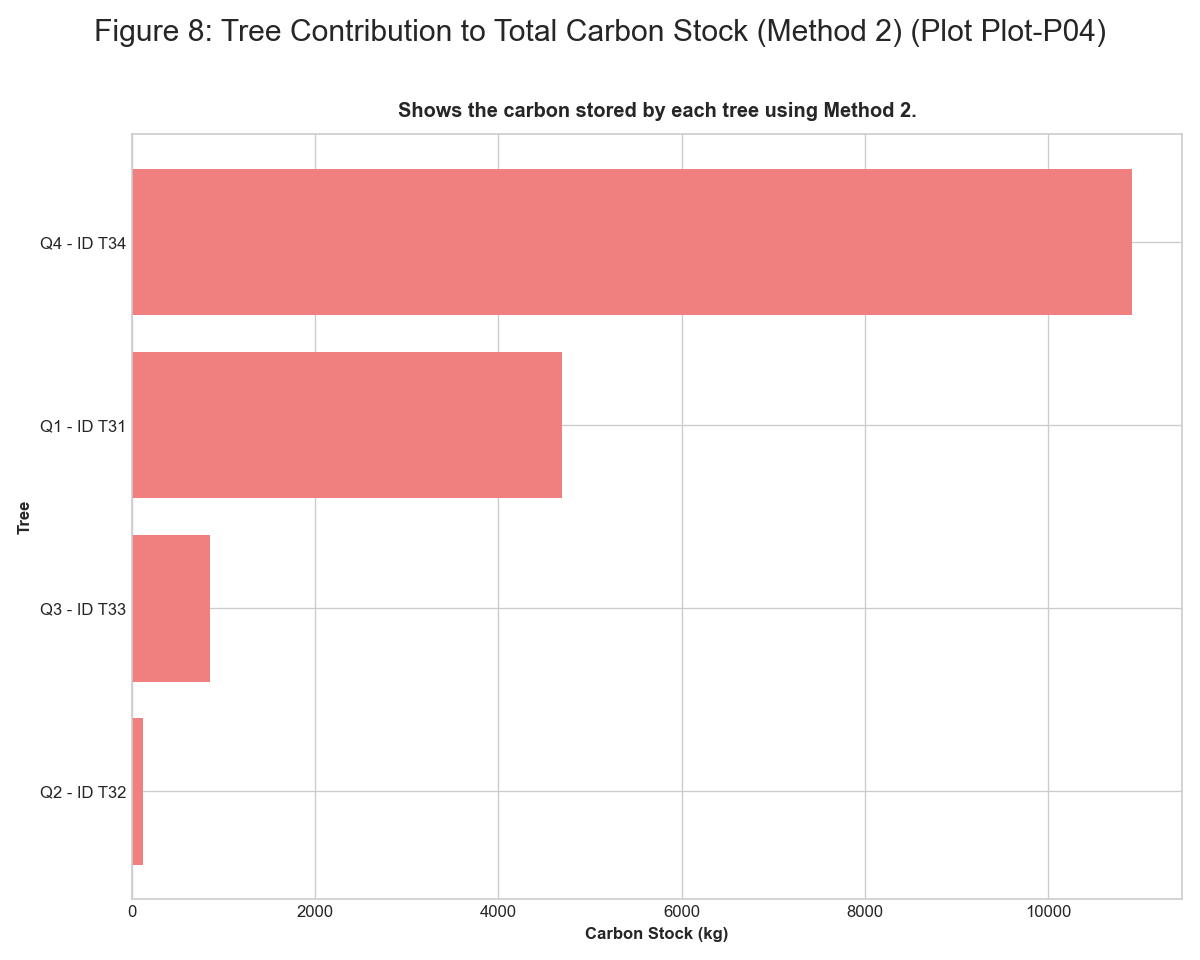 Figure 8: Tree Contribution to Total Carbon Stock (Method 2) (Plot Plot-P04)
Shows the carbon stored by each tree using Method 2.
Tree
Q4 - ID T34
Q1 - ID T31
Q3 - ID T33
Q2 - ID T32
0 2000 4000 6000 8000 10000
Carbon Stock (kg)